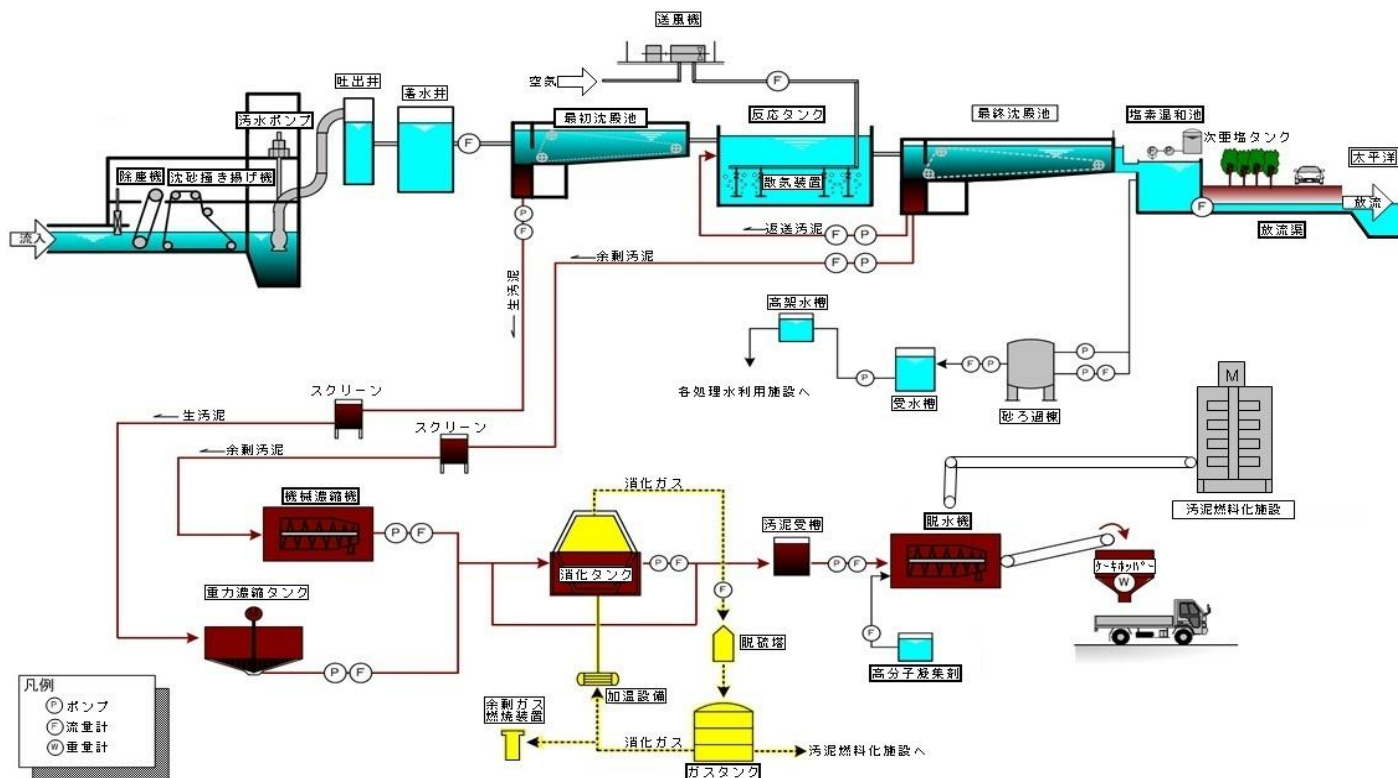 送風機
空気
F
吐出井
着水井
汚水ポンプ
除塵機
沈砂掻き揚げ機
流入
F
最初沈殿池
反応タンク
散気装置
最終沈殿池
塩素混和池
次亜塩タンク
P
P
太平洋
放流
F
放流渠
P
F
返送汚泥
F
P
余剰汚泥
F
P
生汚泥
高架水槽
各処理水利用施設へ
P
受水槽
F
P
砂ろ過棟
P
P
F
スクリーン
生汚泥
スクリーン
余剰汚泥
M
汚泥燃料化施設
機械濃縮機
P
F
重力濃縮タンク
P
F
消化ガス
消化タンク
P
F
汚泥受槽
P
F
脱水機
ケーキホッパー
W
F
高分子凝集剤
F
脱硫塔
加温設備
余剰ガス
燃焼装置
消化ガス
ガスタンク
汚泥燃料化施設へ
凡例
P ポンプ
F 流量計
W 重量計